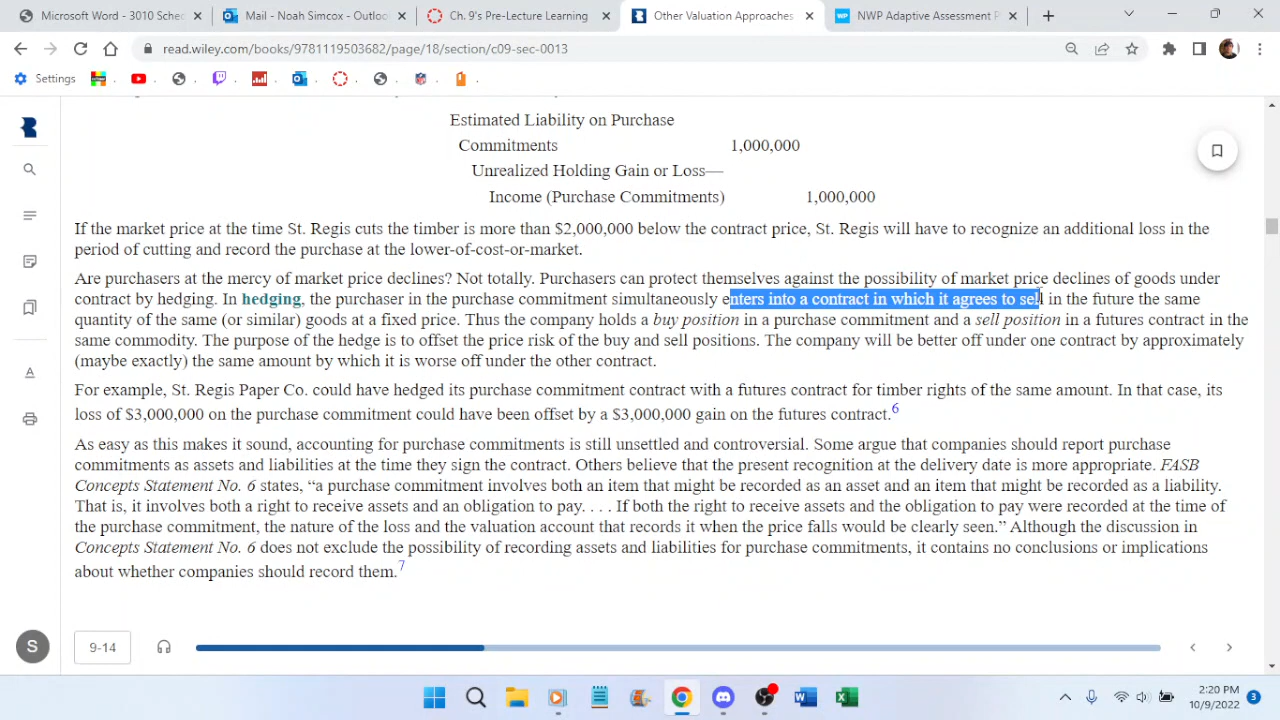 Microsoft Word - 3010 Sched
Mail - Noah Simcox - Outlook
Ch. 9's Pre-Lecture Learning
Other Valuation Approaches
NWP Adaptive Assessment P
read.wiley.com/books/9781119503682/page/18/section/c09-sec-0013
Settings
Estimated Liability on Purchase
Commitments 1,000,000
Unrealized Holding Gain or Loss—
Income (Purchase Commitments) 1,000,000
If the market price at the time St. Regis cuts the timber is more than $2,000,000 below the contract price, St. Regis will have to recognize an additional loss in the
period of cutting and record the purchase at the lower-of-cost-or-market.
Are purchasers at the mercy of market price declines? Not totally. Purchasers can protect themselves against the possibility of market price declines of goods under
contract by hedging. In hedging, the purchaser in the purchase commitment simultaneously enters into a contract in which it agrees to sell in the future the same
quantity of the same (or similar) goods at a fixed price. Thus the company holds a buy position in a purchase commitment and a sell position in a futures contract in the
same commodity. The purpose of the hedge is to offset the price risk of the buy and sell positions. The company will be better off under one contract by approximately
(maybe exactly) the same amount by which it is worse off under the other contract.
For example, St. Regis Paper Co. could have hedged its purchase commitment contract with a futures contract for timber rights of the same amount. In that case, its
loss of $3,000,000 on the purchase commitment could have been offset by a $3,000,000 gain on the futures contract.6
As easy as this makes it sound, accounting for purchase commitments is still unsettled and controversial. Some argue that companies should report purchase
commitments as assets and liabilities at the time they sign the contract. Others believe that the present recognition at the delivery date is more appropriate. FASB
Concepts Statement No. 6 states, “a purchase commitment involves both an item that might be recorded as an asset and an item that might be recorded as a liability.
That is, it involves both a right to receive assets and an obligation to pay. . . . If both the right to receive assets and the obligation to pay were recorded at the time of
the purchase commitment, the nature of the loss and the valuation account that records it when the price falls would be clearly seen.” Although the discussion in
Concepts Statement No. 6 does not exclude the possibility of recording assets and liabilities for purchase commitments, it contains no conclusions or implications
about whether companies should record them.7
S
9-14
2:20 PM
10/9/2022
3